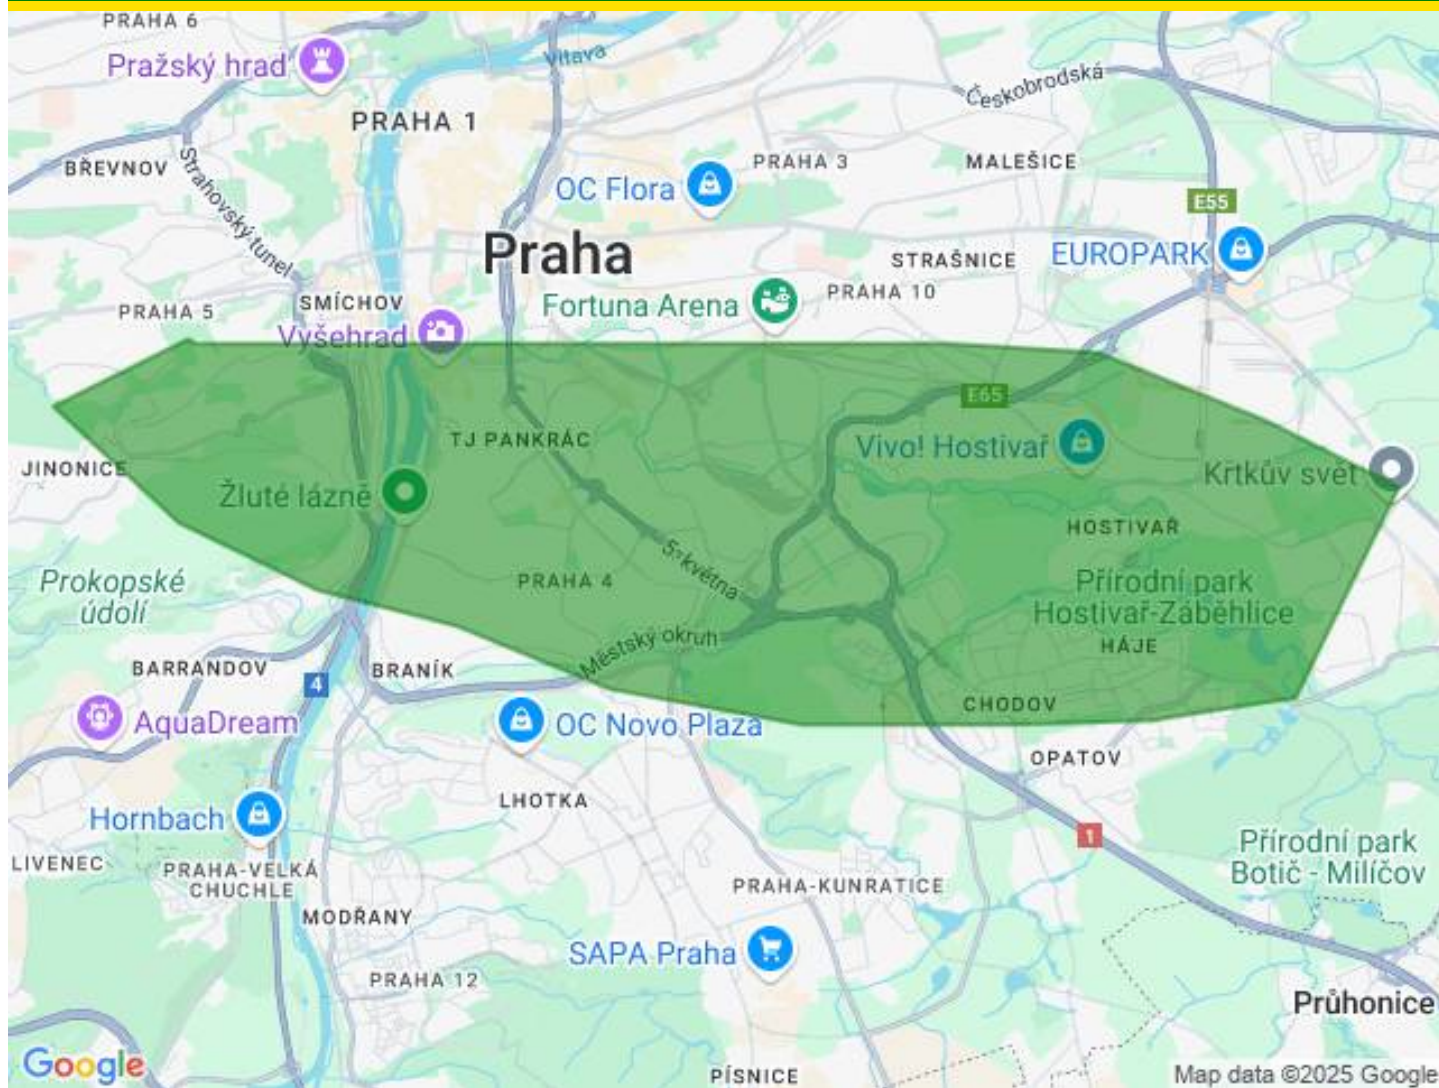 PRAHA 6
Pražský hrad
Vltava
Českobrodská
PRAHA 1
BŘEVNOV
Strahovský tunel
OC Flora
PRAHA 3
MALEŠICE
E55
Praha
STRAŠNICE
EUROPARK
PRAHA 5
SMÍCHOV
Fortuna Arena
PRAHA 10
Vyšehrad
E65
TJ PANKRÁC
Vivo! Hostivař
JINONICE
Žluté lázně
Krtkův svět
HOSTIVAŘ
5. května
Prokopské
údolí
PRAHA 4
Přírodní park
Hostivař-Záběhlice
Městský okruh
HÁJE
BARRANDOV
BRANÍK
4
CHODOV
AquaDream
OC Novo Plaza
OPATOV
LHOTKA
Hornbach
1
Přírodní park
Botič - Milíčov
LIVENEC
PRAHA-VELKÁ
CHUCHLE
PRAHA-KUNRATICE
MODŘANY
SAPA Praha
PRAHA 12
Průhonice
Google
PÍSNICE
Map data ©2025 Google